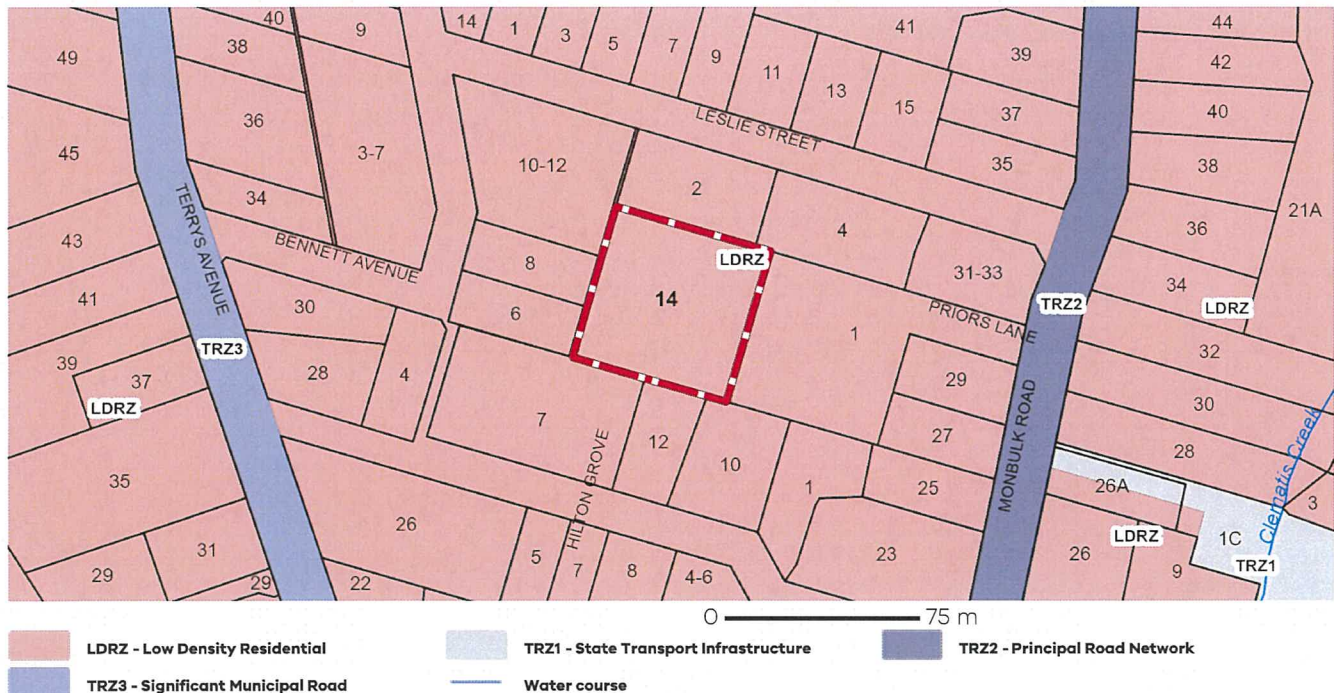 40
9
14
1
3
5
7
9
41
44
49
38
39
42
11
13
15
37
40
36
3-7
LESLIE STREET
45
10-12
35
38
2
34
21A
TERRYS AVENUE
43
BENNETT AVENUE
8
LDRZ
4
36
31-33
34
LDRZ
41
30
6
14
PRIORS LANE
TRZ2
1
32
TRZ3
39
37
LDRZ
28
4
29
30
7
12
10
27
MONBULK ROAD
28
Clematis Creek
35
HILTON GROVE
1
25
26A
3
26
31
5
7
8
4-6
23
26
LDRZ
9
1C
TRZ1
29
29
22
0 75 m
LDRZ - Low Density Residential
TRZ1 - State Transport Infrastructure
TRZ2 - Principal Road Network
TRZ3 - Significant Municipal Road
Water course